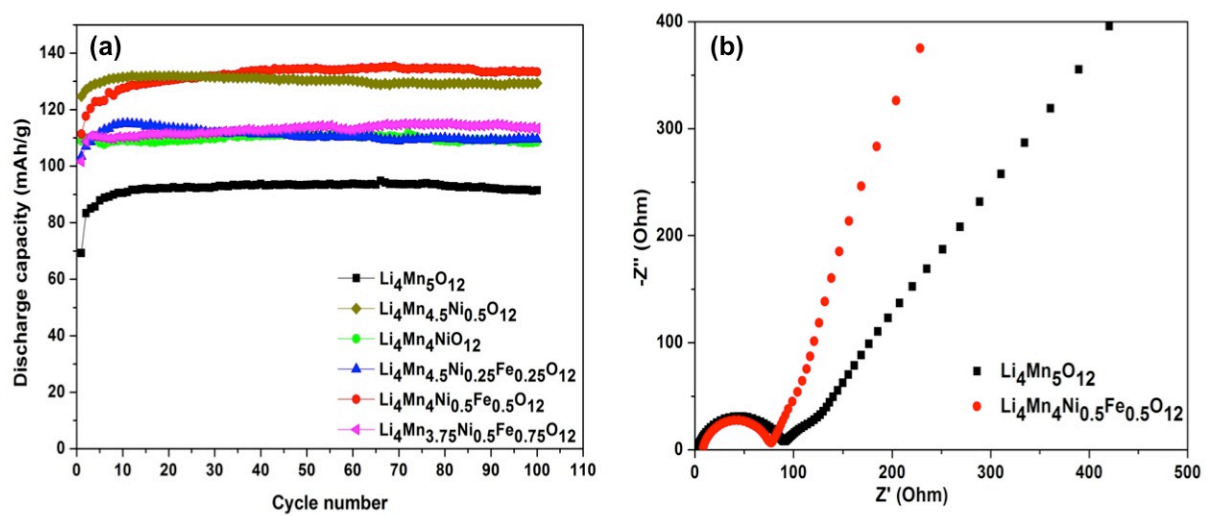 (a)
Discharge capacity (mAh/g)
140
120
100
80
60
40
20
0
Li4Mn5O12
Li4Mn4.5Ni0.5O12
Li4Mn4NiO12
Li4Mn4.5Ni0.25Fe0.25O12
Li4Mn4Ni0.5Fe0.5O12
Li4Mn3.75Ni0.5Fe0.75O12
0 10 20 30 40 50 60 70 80 90 100 110
Cycle number
(b)
-Z'' (Ohm)
400
300
200
100
0
Li4Mn5O12
Li4Mn4Ni0.5Fe0.5O12
0 100 200 300 400 500
Z' (Ohm)